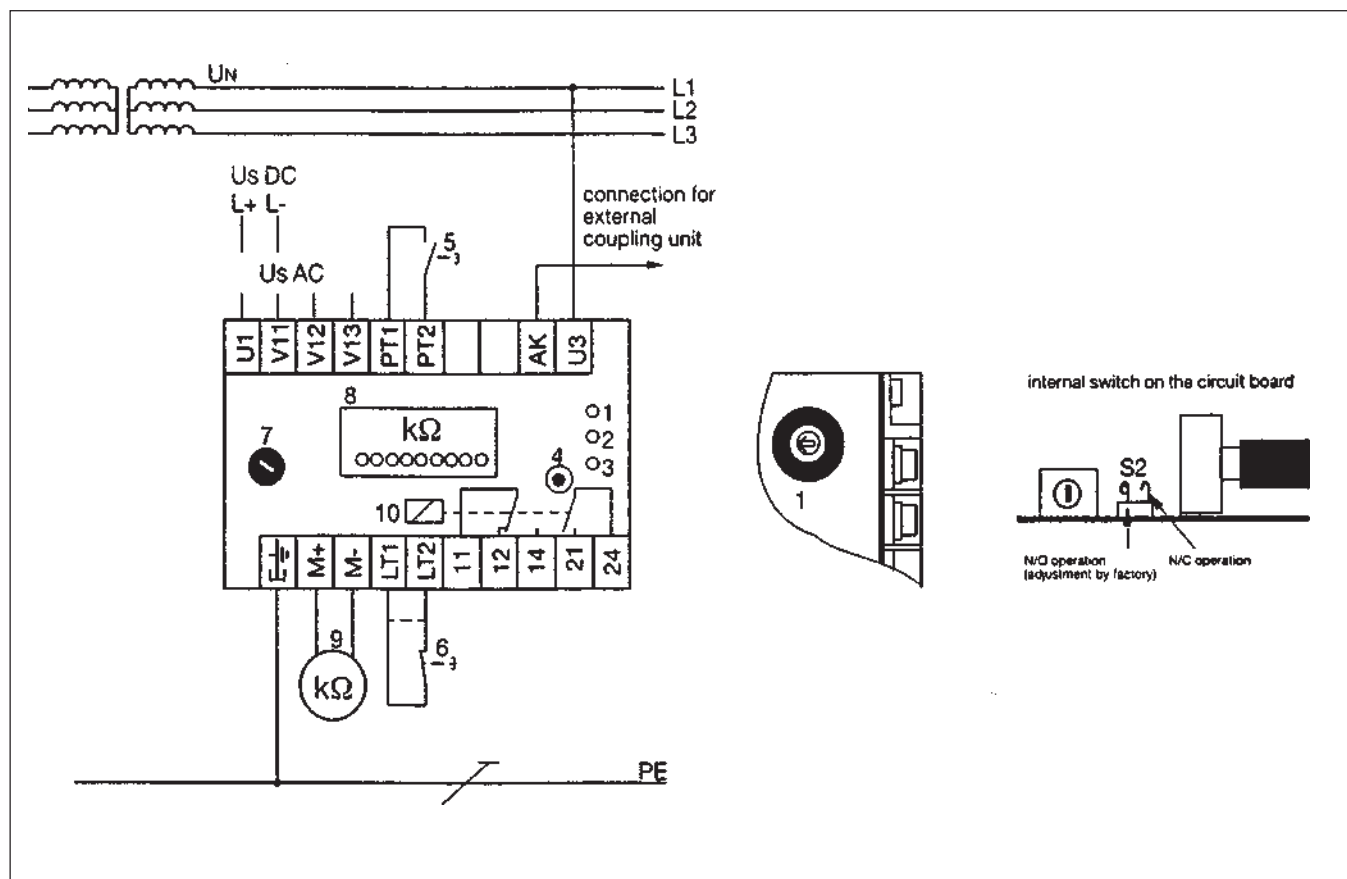 UN
L1
L2
L3
Us DC
L+ L-
Us AC
connection for
external
coupling unit
5
U1 V11 V12 V13 PT1 PT2 AK U3
8
kΩ
1
2
3
7
4
10
M+ M- LT1 LT2 11 12 14 21 24
9
kΩ
6
PE
1
internal switch on the circuit board
S2
N/O operation
(adjustment by factory)
N/C operation